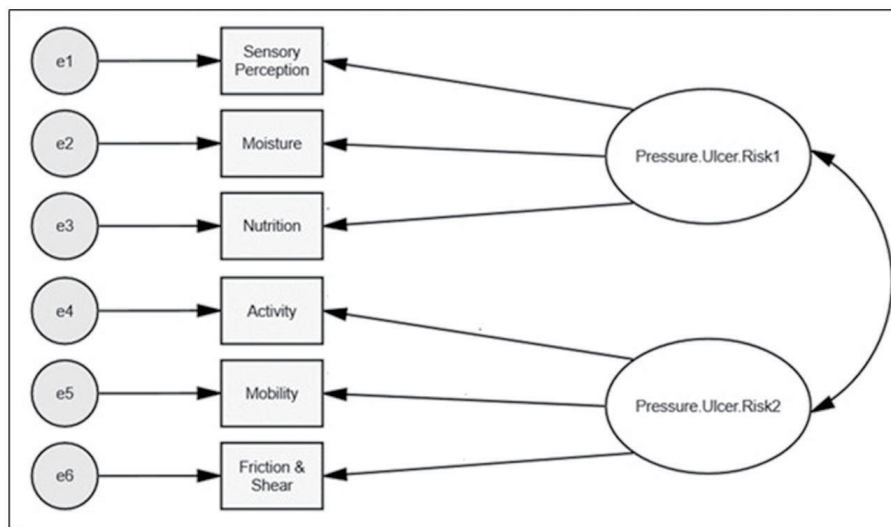 e1
Sensory
Perception
e2
Moisture
Pressure.Ulcer.Risk1
e3
Nutrition
e4
Activity
e5
Mobility
Pressure.Ulcer.Risk2
e6
Friction &
Shear